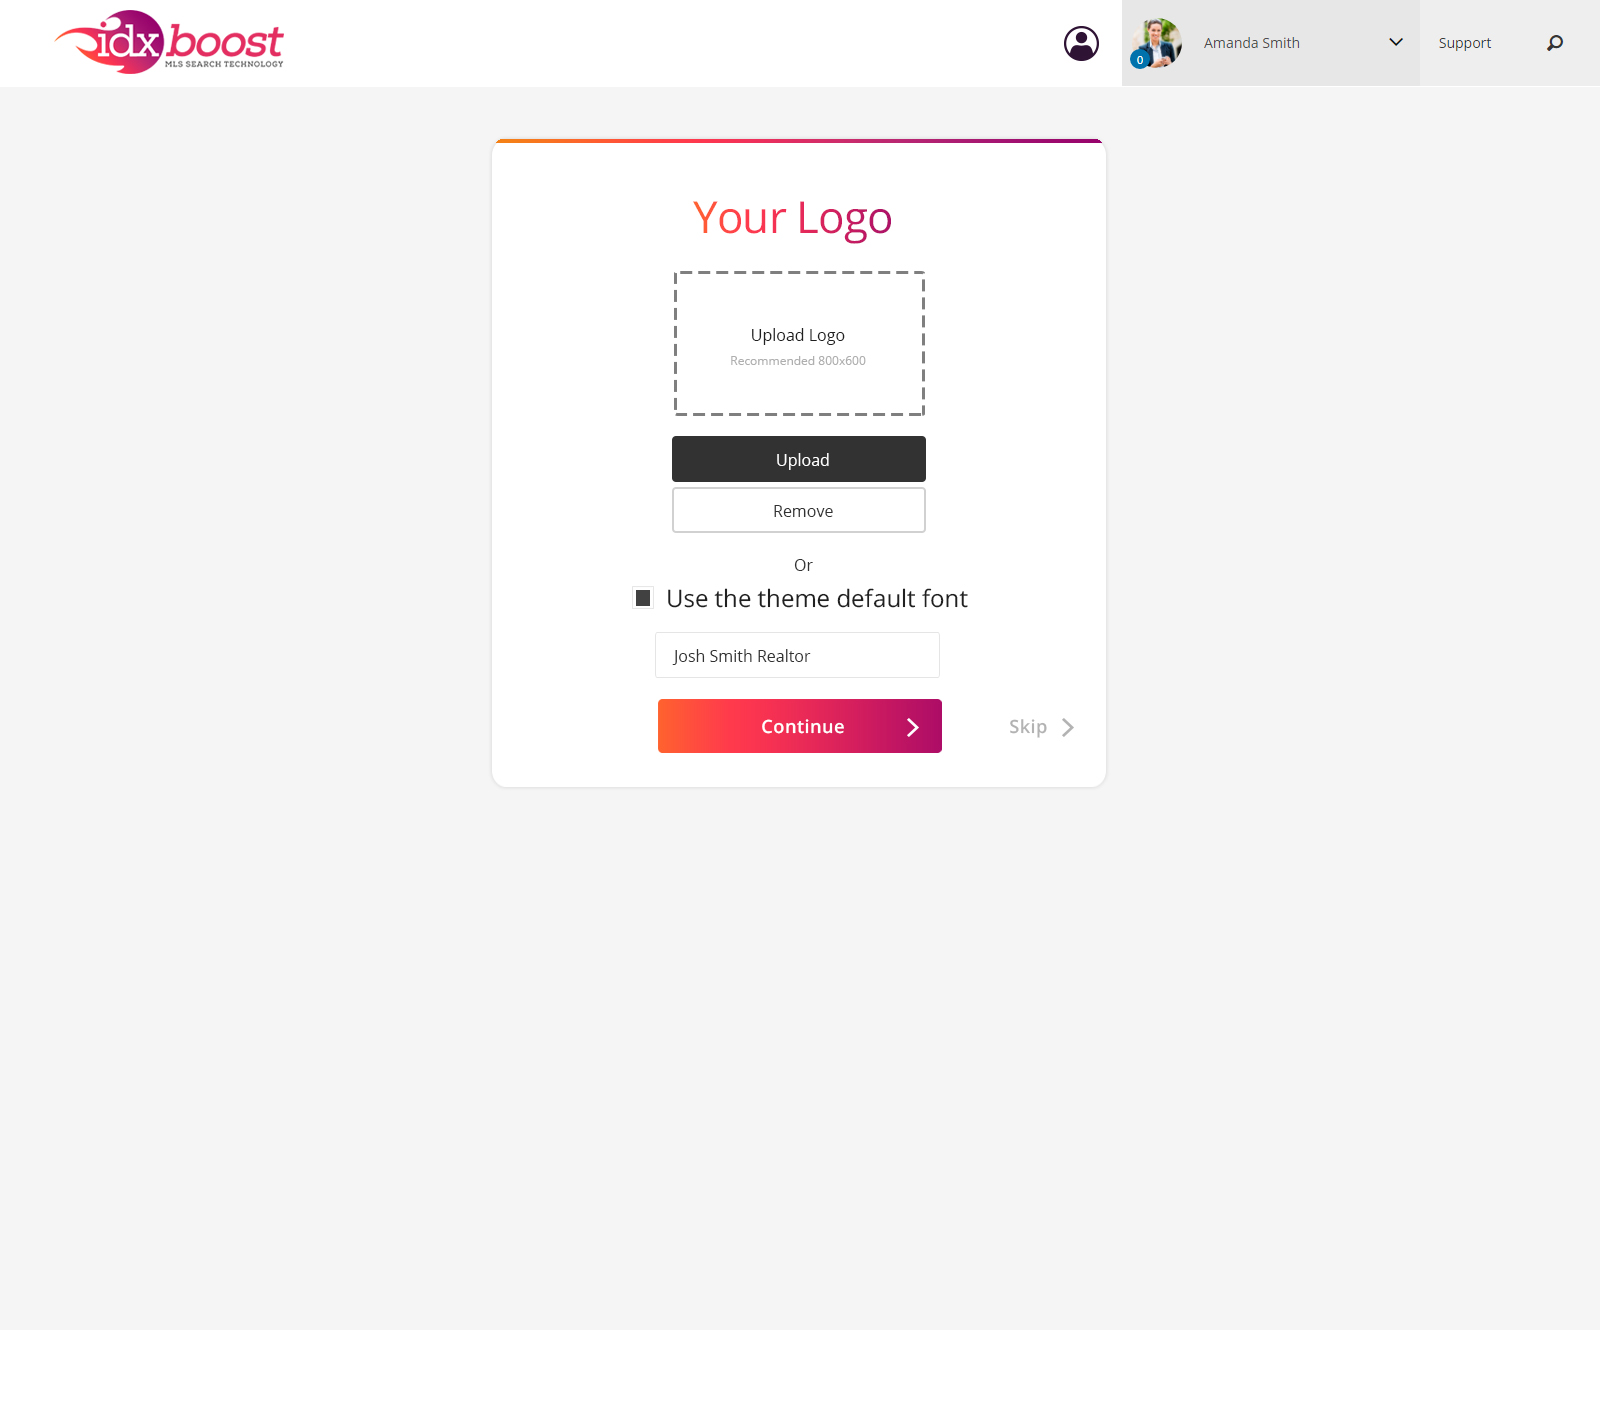 idxboost
MLS SEARCH TECHNOLOGY
0
Amanda Smith
Support
Your Logo
Upload Logo
Recommended 800x600
Upload
Remove
Or
Use the theme default font
Josh Smith Realtor
Continue
Skip